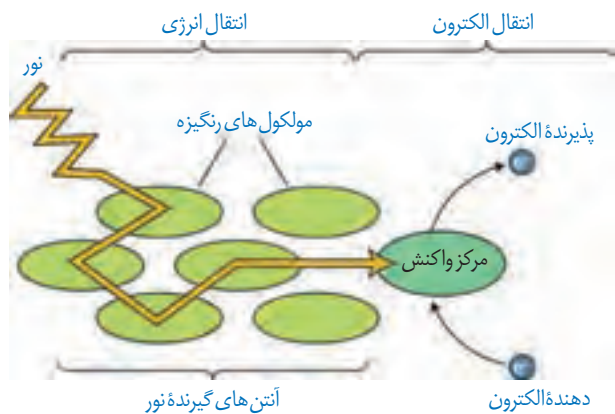 انتقال الکترون
انتقال انرژی
نور
مولکول های رنگیزه
پذیرندهٔ الکترون
مرکز واکنش
دهندهٔ الکترون
آنتن های گیرندهٔ نور